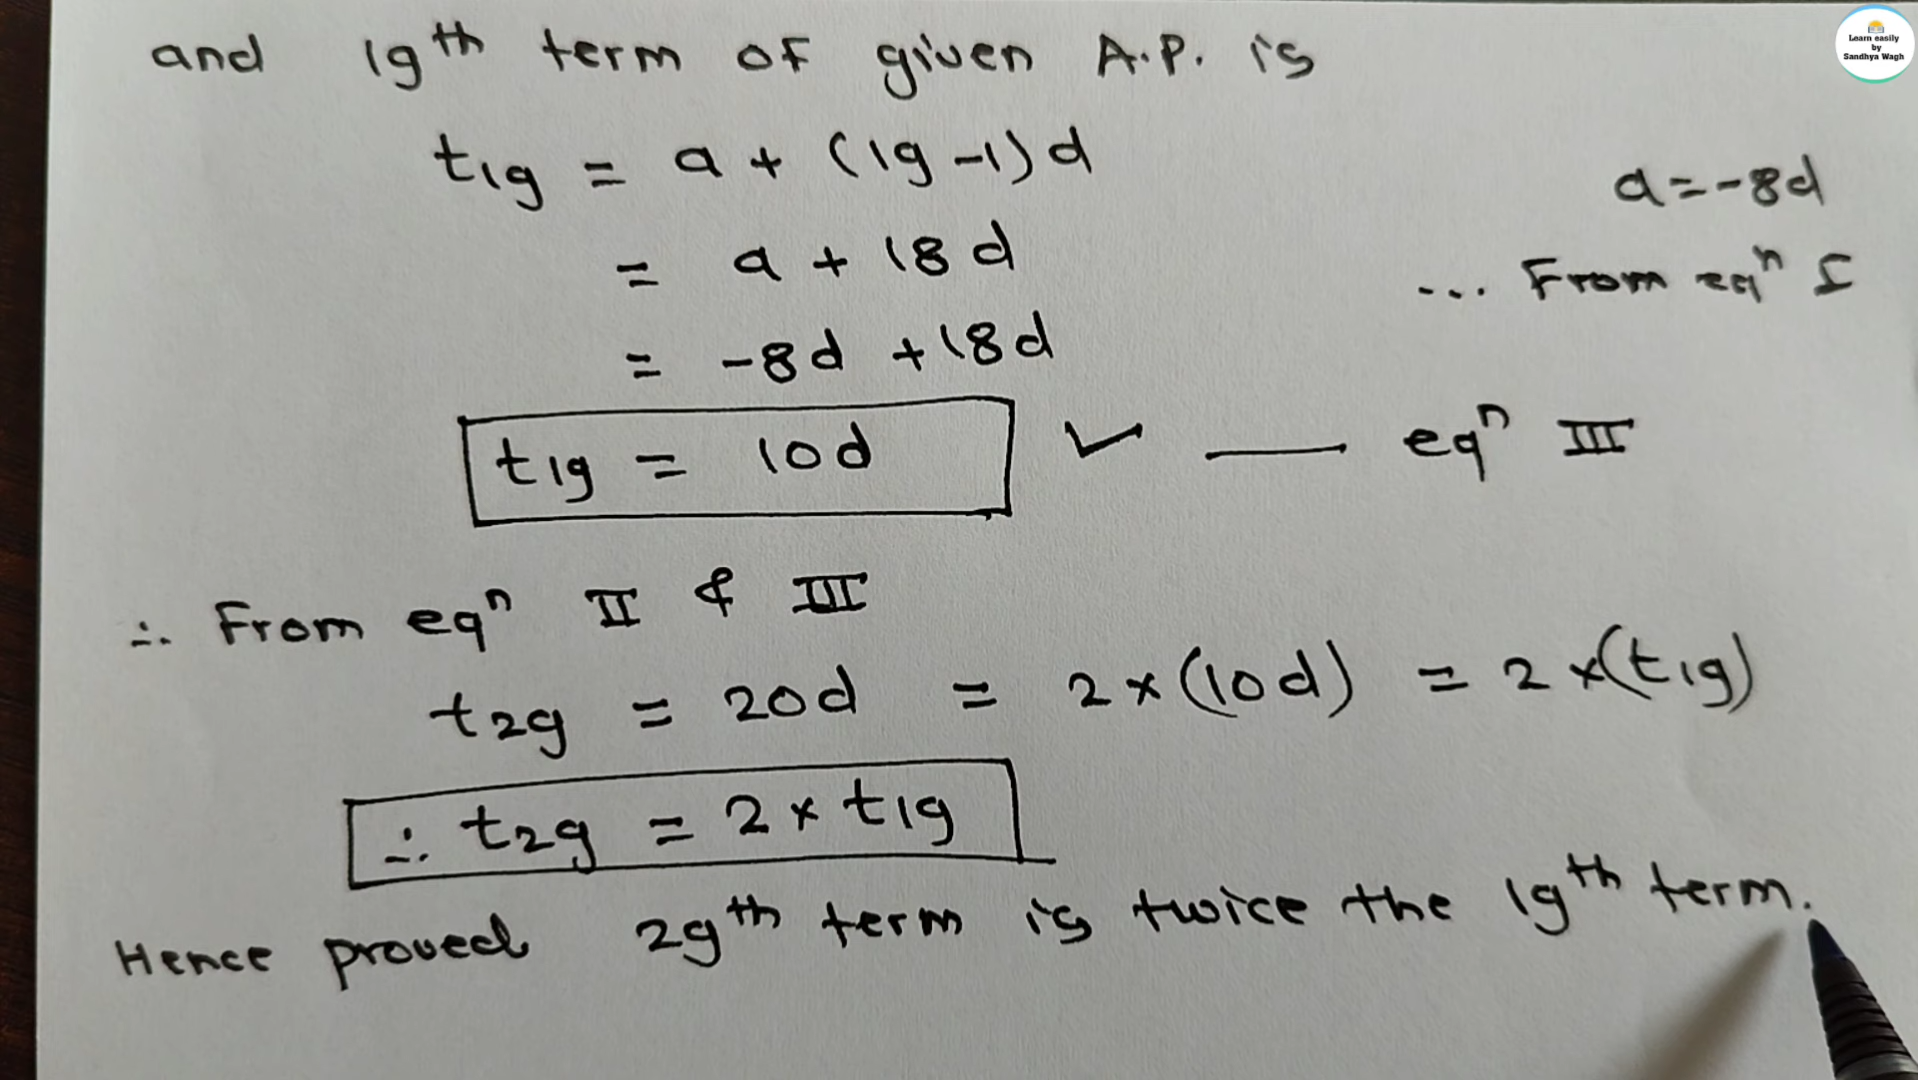 and 19th term of given A.P. is
t19 = a + (19-1)d
a = -8d
= a + 18d
... From eqn I
= -8d + 18d
t19 = 10d ✓ — eqn III
∴ From eqn II & III
t29 = 20d = 2×(10d) = 2×(t19)
∴ t29 = 2 × t19
Hence proved 29th term is twice the 19th term.
Learn easily
by
Sandhya Wagh